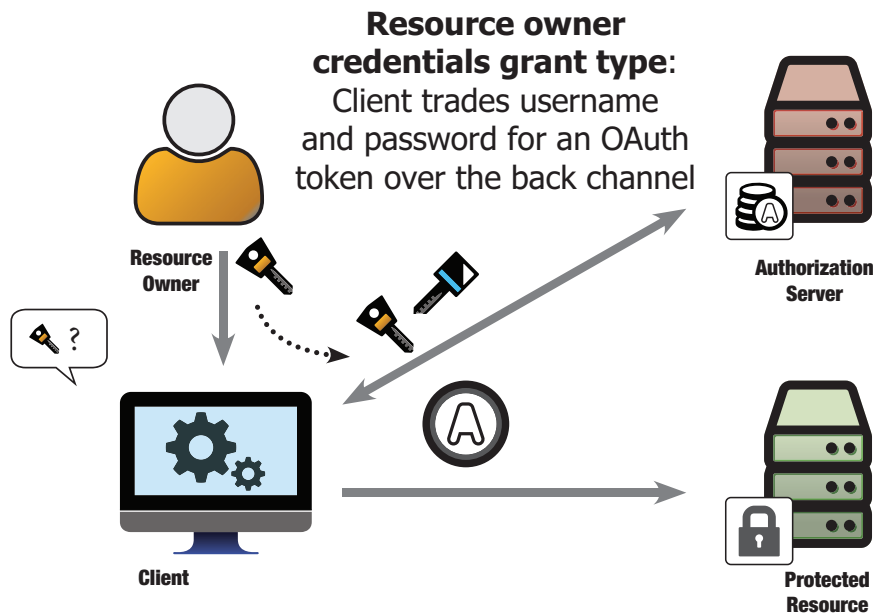 Resource owner
credentials grant type:
Client trades username
and password for an OAuth
token over the back channel
Resource
Owner
Authorization
Server
?
A
A
Client
Protected
Resource